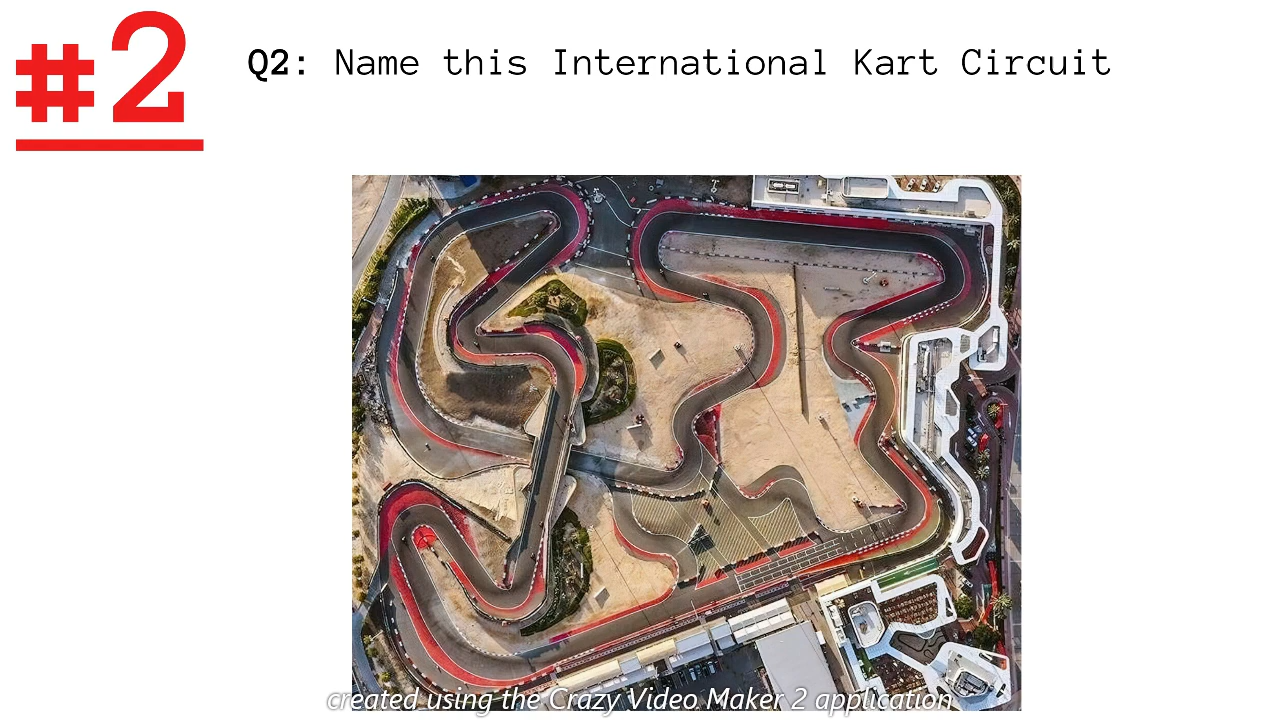 #2
Q2: Name this International Kart Circuit
created using the Crazy Video Maker 2 application